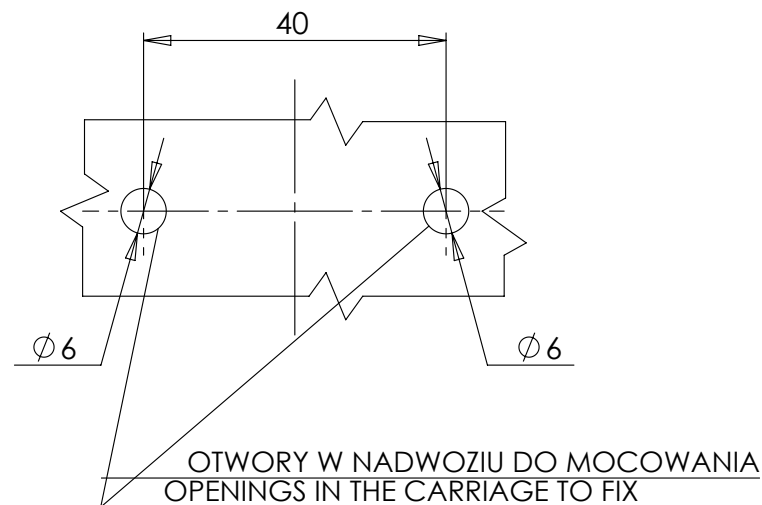 40
⌀6
⌀6
OTWORY W NADWOZIU DO MOCOWANIA
OPENINGS IN THE CARRIAGE TO FIX